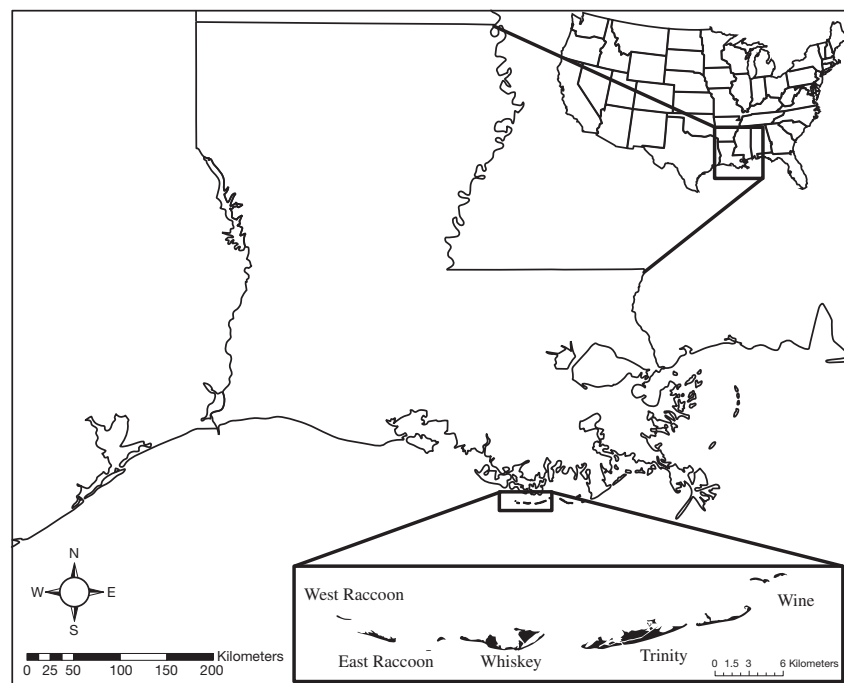 N
W E
S
Kilometers
0 25 50 100 150 200
West Raccoon
Wine
East Raccoon Whiskey Trinity
0 1.5 3 6 Kilometers